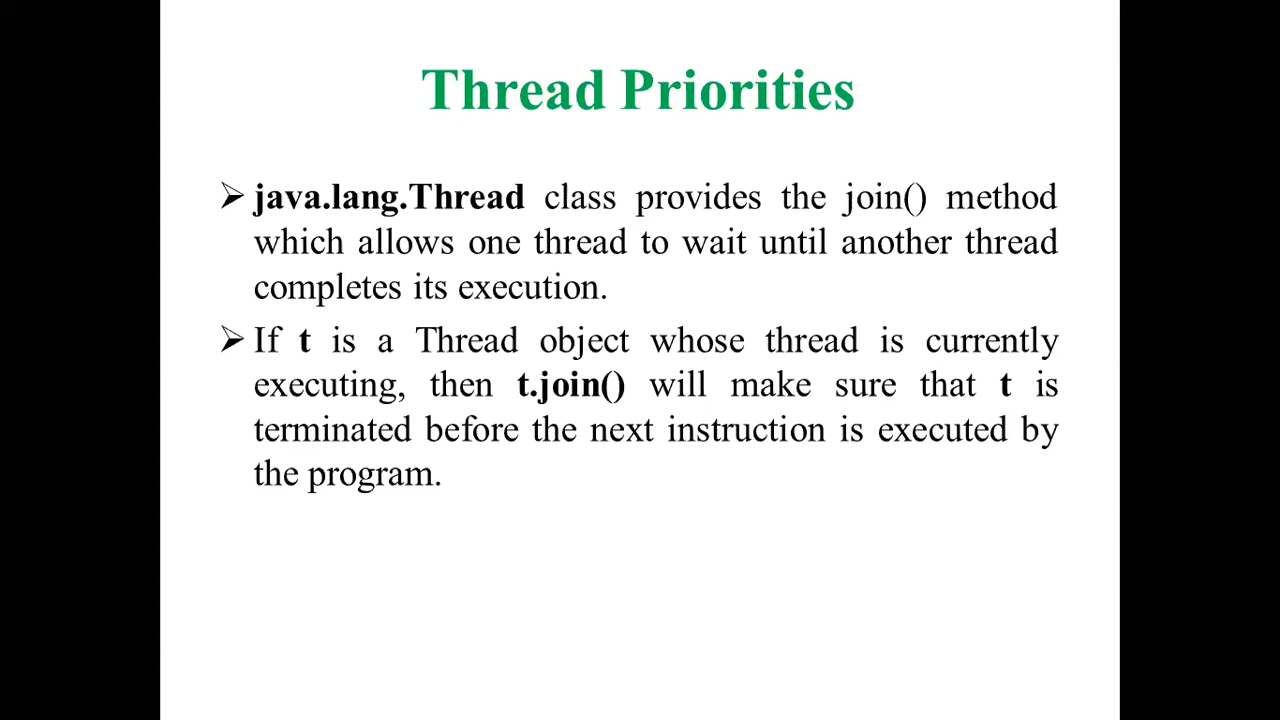 Thread Priorities
➢ java.lang.Thread class provides the join() method
which allows one thread to wait until another thread
completes its execution.
➢ If t is a Thread object whose thread is currently
executing, then t.join() will make sure that t is
terminated before the next instruction is executed by
the program.